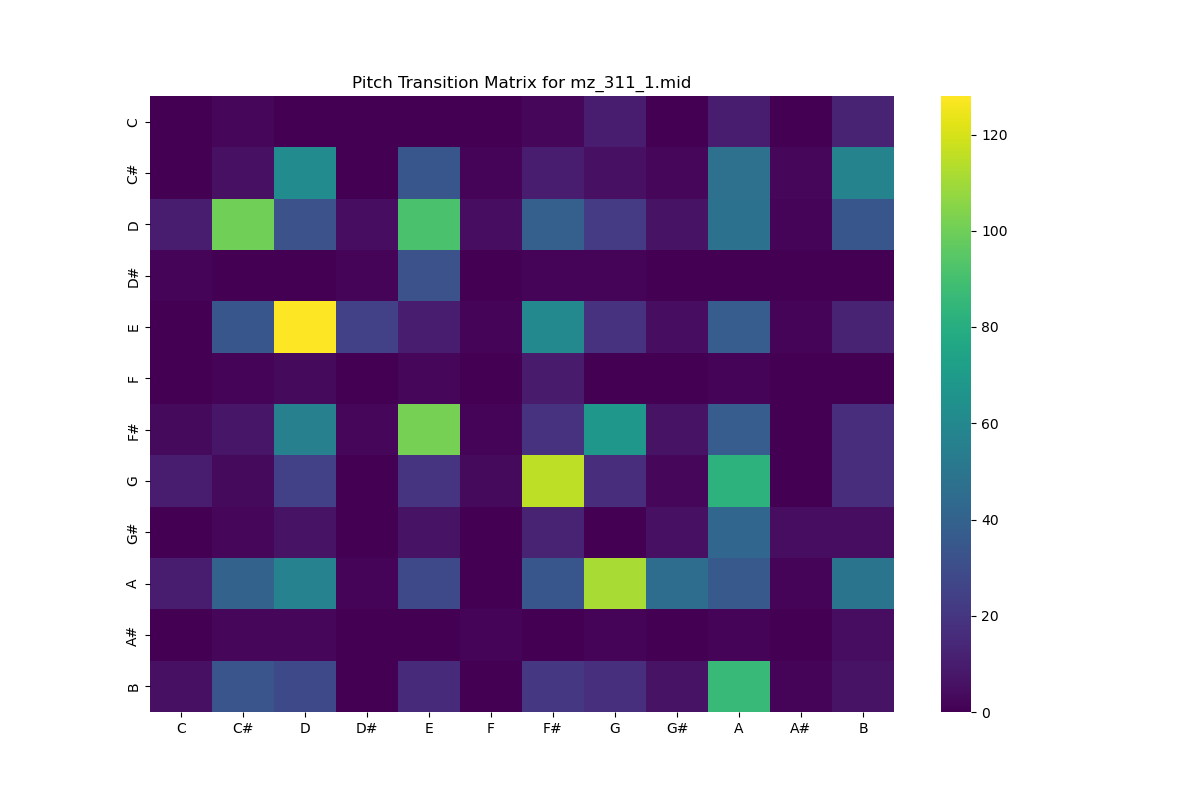 Pitch Transition Matrix for mz_311_1.mid
C
C#
D
D#
E
F
F#
G
G#
A
A#
B
C C# D D# E F F# G G# A A# B
120
100
80
60
40
20
0